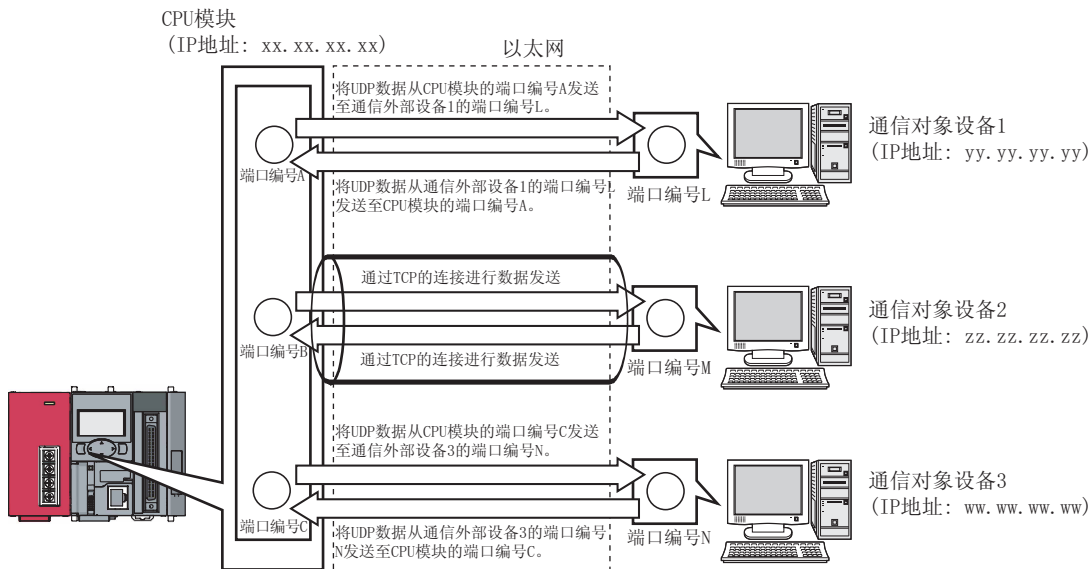 CPU模块
(IP地址: xx.xx.xx.xx)
以太网
将UDP数据从CPU模块的端口编号A发送
至通信外部设备1的端口编号L。
端口编号A
将UDP数据从通信外部设备1的端口编号L
发送至CPU模块的端口编号A。
端口编号L
通信对象设备1
(IP地址: yy.yy.yy.yy)
通过TCP的连接进行数据发送
端口编号B
通过TCP的连接进行数据发送
端口编号M
通信对象设备2
(IP地址: zz.zz.zz.zz)
将UDP数据从CPU模块的端口编号C发送
至通信外部设备3的端口编号N。
端口编号C
将UDP数据从通信外部设备3的端口编号
N发送至CPU模块的端口编号C。
端口编号N
通信对象设备3
(IP地址: ww.ww.ww.ww)